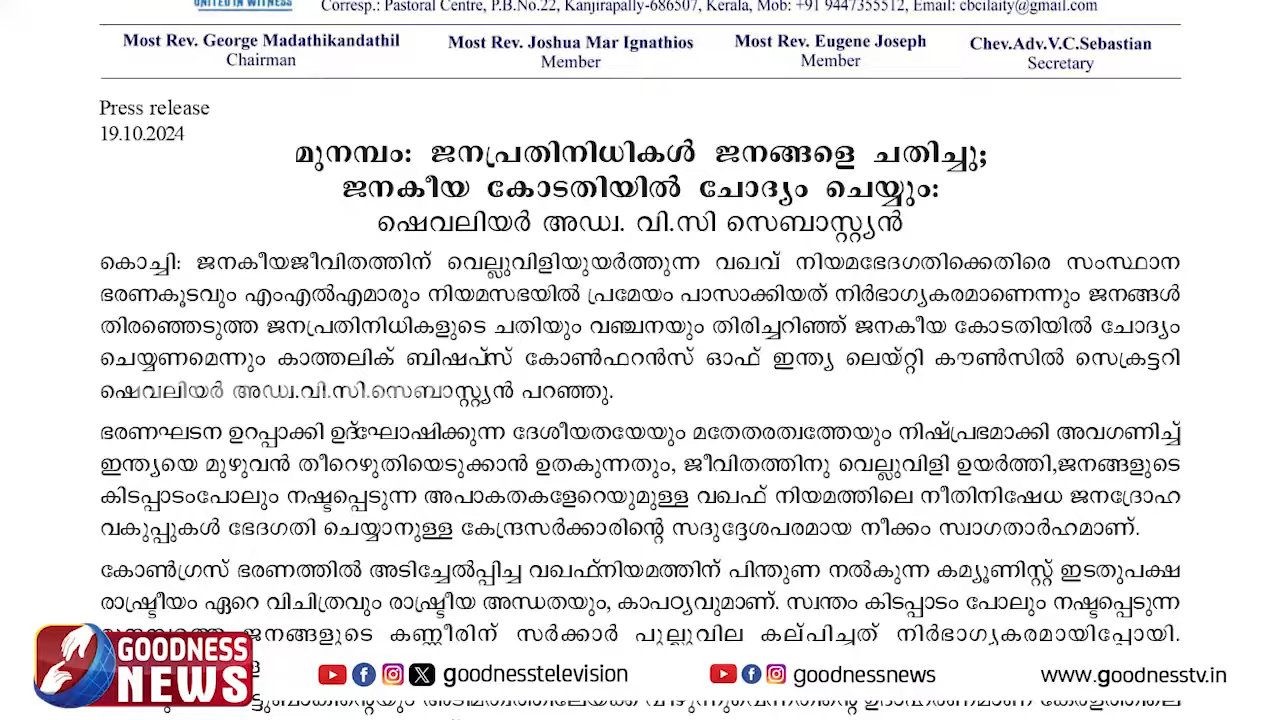 UNITED IN WITNESS
Corresp.: Pastoral Centre, P.B.No.22, Kanjirapally-686507, Kerala, Mob: +91 9447355512, Email: cbcilaity@gmail.com
Most Rev. George Madathikandathil Most Rev. Joshua Mar Ignathios Most Rev. Eugene Joseph Chev.Adv.V.C.Sebastian
Chairman Member Member Secretary
Press release
19.10.2024
മുനമ്പം: ജനപ്രതിനിധികൾ ജനങ്ങളെ ചതിച്ചു;
ജനകീയ കോടതിയിൽ ചോദ്യം ചെയ്യും:
ഷെവലിയർ അഡ്വ. വി.സി സെബാസ്റ്റ്യൻ
കൊച്ചി: ജനകീയജീവിതത്തിന് വെല്ലുവിളിയുയർത്തുന്ന വഖവ് നിയമഭേദഗതിക്കെതിരെ സംസ്ഥാന
ഭരണകൂടവും എംഎൽഎമാരും നിയമസഭയിൽ പ്രമേയം പാസാക്കിയത് നിർഭാഗ്യകരമാണെന്നും ജനങ്ങൾ
തിരഞ്ഞെടുത്ത ജനപ്രതിനിധികളുടെ ചതിയും വഞ്ചനയും തിരിച്ചറിഞ്ഞ് ജനകീയ കോടതിയിൽ ചോദ്യം
ചെയ്യണമെന്നും കാത്തലിക് ബിഷപ്സ് കോൺഫറൻസ് ഓഫ് ഇന്ത്യ ലെയ്റ്റി കൗൺസിൽ സെക്രട്ടറി
ഷെവലിയർ അഡ്വ.വി.സി.സെബാസ്റ്റ്യൻ പറഞ്ഞു.
ഭരണഘടന ഉറപ്പാക്കി ഉദ്ഘോഷിക്കുന്ന ദേശീയതയേയും മതേതരത്വത്തേയും നിഷ്പ്രഭമാക്കി അവഗണിച്ച്
ഇന്ത്യയെ മുഴുവൻ തീറെഴുതിയെടുക്കാൻ ഉതകുന്നതും, ജീവിതത്തിനു വെല്ലുവിളി ഉയർത്തി,ജനങ്ങളുടെ
കിടപ്പാടംപോലും നഷ്ടപ്പെടുന്ന അപാകതകളേറെയുമുള്ള വഖഫ് നിയമത്തിലെ നീതിനിഷേധ ജനദ്രോഹ
വകുപ്പുകൾ ഭേദഗതി ചെയ്യാനുള്ള കേന്ദ്രസർക്കാരിന്റെ സദുദ്ദേശപരമായ നീക്കം സ്വാഗതാർഹമാണ്.
കോൺഗ്രസ് ഭരണത്തിൽ അടിച്ചേൽപ്പിച്ച വഖഫ്നിയമത്തിന് പിന്തുണ നൽകുന്ന കമ്യൂണിസ്റ്റ് ഇടതുപക്ഷ
രാഷ്ട്രീയം ഏറെ വിചിത്രവും രാഷ്ട്രീയ അന്ധതയും, കാപഠ്യവുമാണ്. സ്വന്തം കിടപ്പാടം പോലും നഷ്ടപ്പെടുന്ന
ജനങ്ങളുടെ കണ്ണീരിന് സർക്കാർ പുല്ലുവില കല്പിച്ചത് നിർഭാഗ്യകരമായിപ്പോയി.
GOODNESS
NEWS
goodnesstelevision goodnessnews www.goodnesstv.in